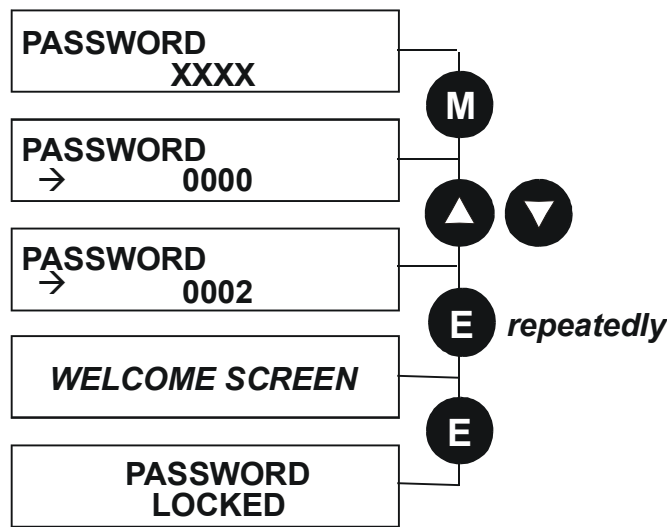 PASSWORD
XXXX
M
PASSWORD
→ 0000
PASSWORD
→ 0002
E repeatedly
WELCOME SCREEN
E
PASSWORD
LOCKED